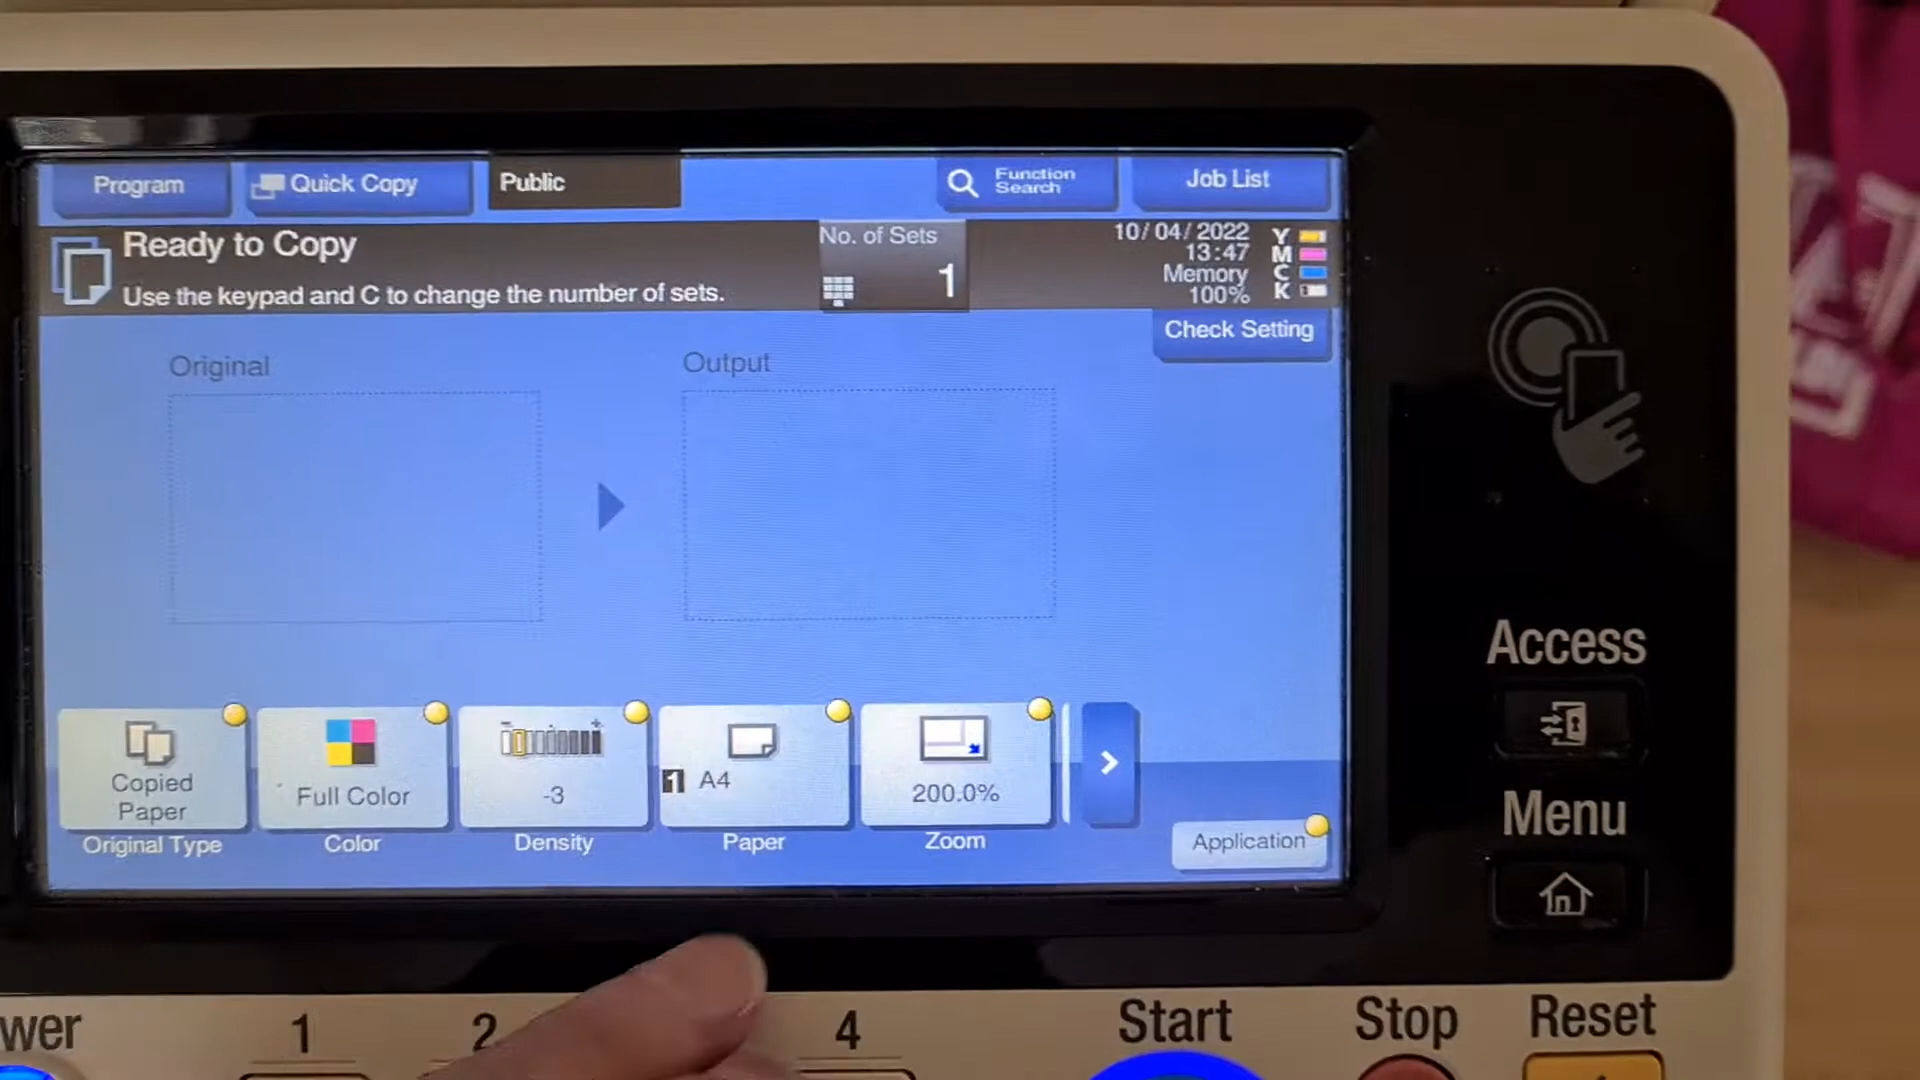 Program
Quick Copy
Public
Function
Search
Job List
Ready to Copy
Use the keypad and C to change the number of sets.
No. of Sets
1
10/04/2022
13:47
Memory
100%
Y
M
C
K
Check Setting
Original
Output
Copied
Paper
Original Type
Full Color
Color
- +
-3
Density
1 A4
Paper
200.0%
Zoom
Application
Access
Menu
wer
1
2
4
Start
Stop
Reset